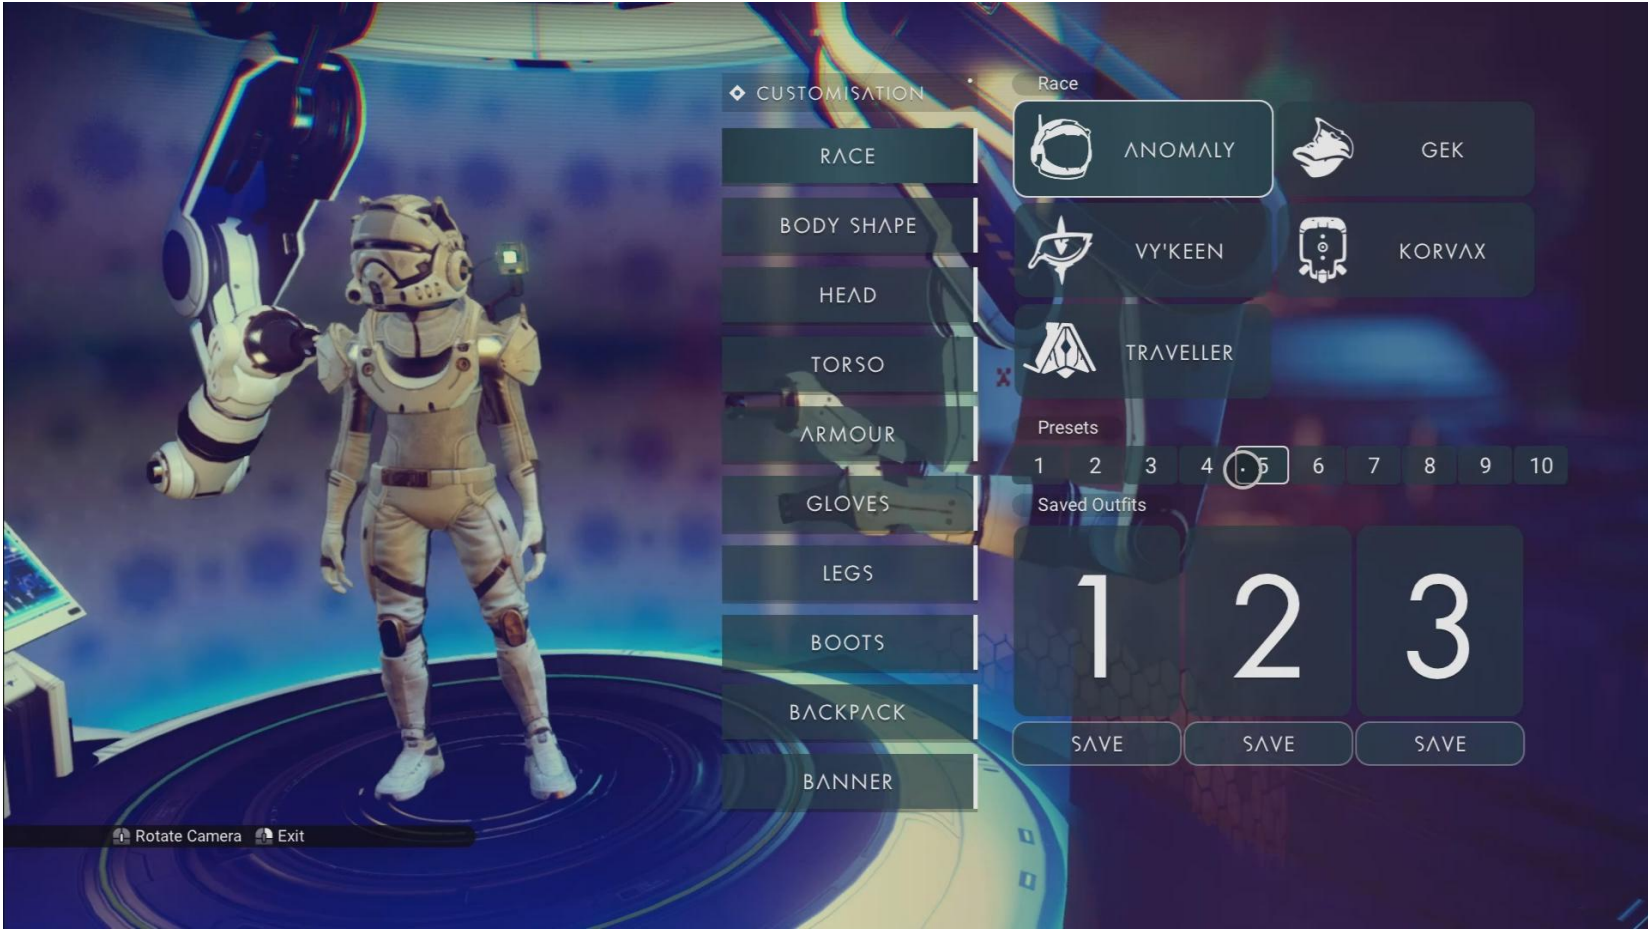 CUSTOMISATION
RACE
BODY SHAPE
HEAD
TORSO
ARMOUR
GLOVES
LEGS
BOOTS
BACKPACK
BANNER
Race
ANOMALY GEK
VY'KEEN KORVAX
TRAVELLER
Presets
1 2 3 4 5 6 7 8 9 10
Saved Outfits
1 2 3
SAVE SAVE SAVE
Rotate Camera Exit